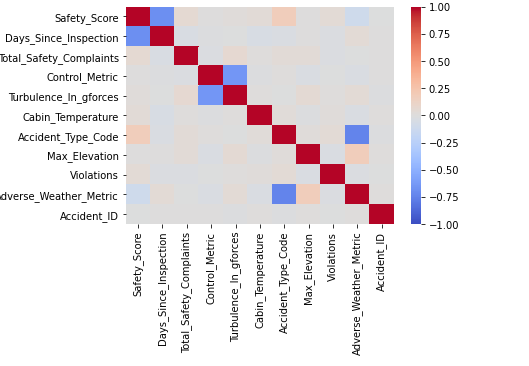 Safety_Score
Days_Since_Inspection
Total_Safety_Complaints
Control_Metric
Turbulence_In_gforces
Cabin_Temperature
Accident_Type_Code
Max_Elevation
Violations
Adverse_Weather_Metric
Accident_ID
Safety_Score
Days_Since_Inspection
Total_Safety_Complaints
Control_Metric
Turbulence_In_gforces
Cabin_Temperature
Accident_Type_Code
Max_Elevation
Violations
Adverse_Weather_Metric
Accident_ID
1.00
0.75
0.50
0.25
0.00
−0.25
−0.50
−0.75
−1.00